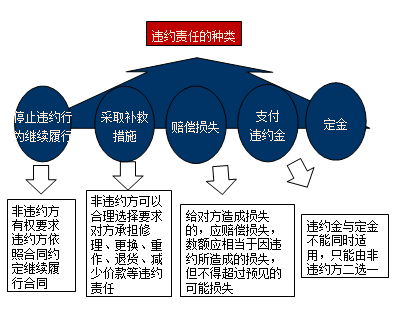 违约责任的种类
停止违约行
为继续履行
采取补救
措施
赔偿损失
支付
违约金
定金
非违约方
有权要求
违约方依
照合同约
定继续履
行合同
非违约方可以
合理选择要求
对方承担修
理、更换、重
作、退货、减
少价款等违约
责任
给对方造成损失
的，应赔偿损失，
数额应相当于因违
约所造成的损失，
但不得超过预见的
可能损失
违约金与定金
不能同时适
用，只能由非
违约方二选一